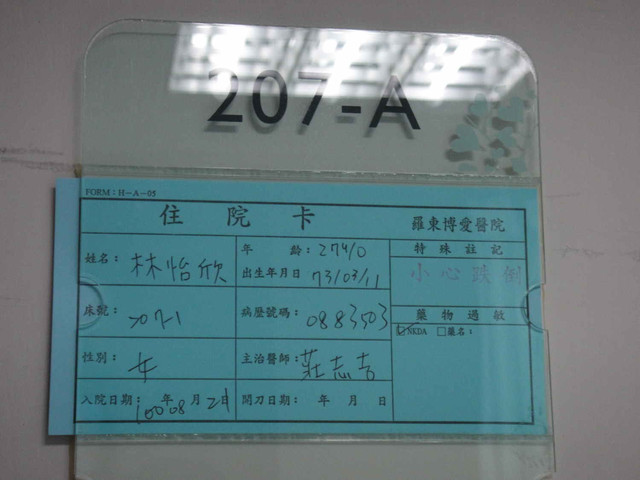 207-A
FORM：H－A－05
住院卡 羅東博愛醫院
姓名： 林怡欣 年齡： 特殊註記
出生年月日 73/03/11 小心跌倒
床號： 207-1 病歷號碼： 0883503 藥物過敏
☑NKDA □藥名：
性別： 女 主治醫師： 莊志吉
入院日期： 100年08月2日 開刀日期： 年 月 日